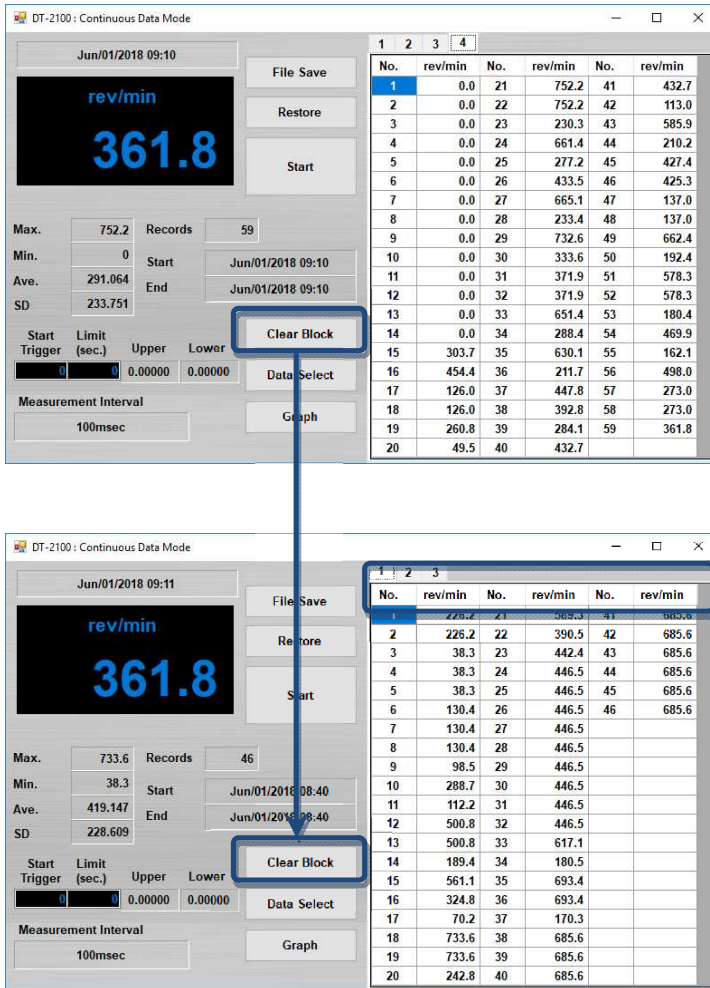 DT-2100 : Continuous Data Mode
Jun/01/2018 09:10
rev/min
361.8
File Save
Restore
Start
Max. 752.2 Records 59
Min. 0 Start Jun/01/2018 09:10
Ave. 291.064 End Jun/01/2018 09:10
SD 233.751
Clear Block
Start Trigger Limit (sec.) Upper Lower
0 0 0.00000 0.00000
Data Select
Measurement Interval
100msec
Graph
1 2 3 4
No. rev/min No. rev/min No. rev/min
1 0.0 21 752.2 41 432.7
2 0.0 22 752.2 42 113.0
3 0.0 23 230.3 43 585.9
4 0.0 24 661.4 44 210.2
5 0.0 25 277.2 45 427.4
6 0.0 26 433.5 46 425.3
7 0.0 27 665.1 47 137.0
8 0.0 28 233.4 48 137.0
9 0.0 29 732.6 49 662.4
10 0.0 30 333.6 50 192.4
11 0.0 31 371.9 51 578.3
12 0.0 32 371.9 52 578.3
13 0.0 33 651.4 53 180.4
14 0.0 34 288.4 54 469.9
15 303.7 35 630.1 55 162.1
16 454.4 36 211.7 56 498.0
17 126.0 37 447.8 57 273.0
18 126.0 38 392.8 58 273.0
19 260.8 39 284.1 59 361.8
20 49.5 40 432.7
DT-2100 : Continuous Data Mode
Jun/01/2018 09:11
rev/min
361.8
File Save
Restore
Start
Max. 733.6 Records 46
Min. 38.3 Start Jun/01/2018 08:40
Ave. 419.147 End Jun/01/2018 08:40
SD 228.609
Clear Block
Start Trigger Limit (sec.) Upper Lower
0 0 0.00000 0.00000
Data Select
Measurement Interval
100msec
Graph
1 2 3
No. rev/min No. rev/min No. rev/min
1 226.2 21 41 685.6
2 226.2 22 390.5 42 685.6
3 38.3 23 442.4 43 685.6
4 38.3 24 446.5 44 685.6
5 38.3 25 446.5 45 685.6
6 130.4 26 446.5 46 685.6
7 130.4 27 446.5
8 130.4 28 446.5
9 98.5 29 446.5
10 288.7 30 446.5
11 112.2 31 446.5
12 500.8 32 446.5
13 500.8 33 617.1
14 189.4 34 180.5
15 561.1 35 693.4
16 324.8 36 693.4
17 70.2 37 170.3
18 733.6 38 685.6
19 733.6 39 685.6
20 242.8 40 685.6